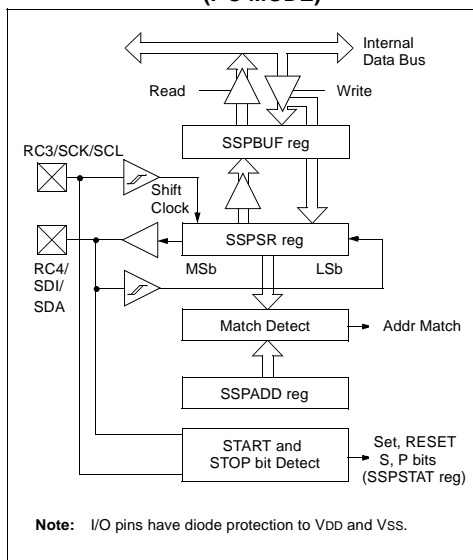 (I²C MODE)
Internal
Data Bus
Read
Write
SSPBUF reg
RC3/SCK/SCL
Shift
Clock
SSPSR reg
MSb
LSb
RC4/
SDI/
SDA
Match Detect
Addr Match
SSPADD reg
START and
STOP bit Detect
Set, RESET
S, P bits
(SSPSTAT reg)
Note: I/O pins have diode protection to VDD and VSS.